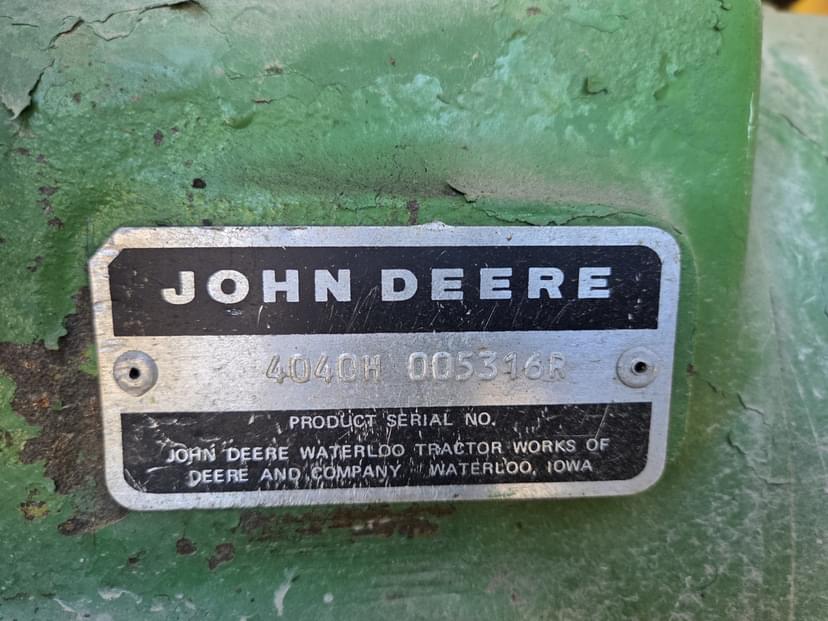 JOHN DEERE
4040H 005316R
PRODUCT SERIAL NO.
JOHN DEERE WATERLOO TRACTOR WORKS OF
DEERE AND COMPANY WATERLOO, IOWA